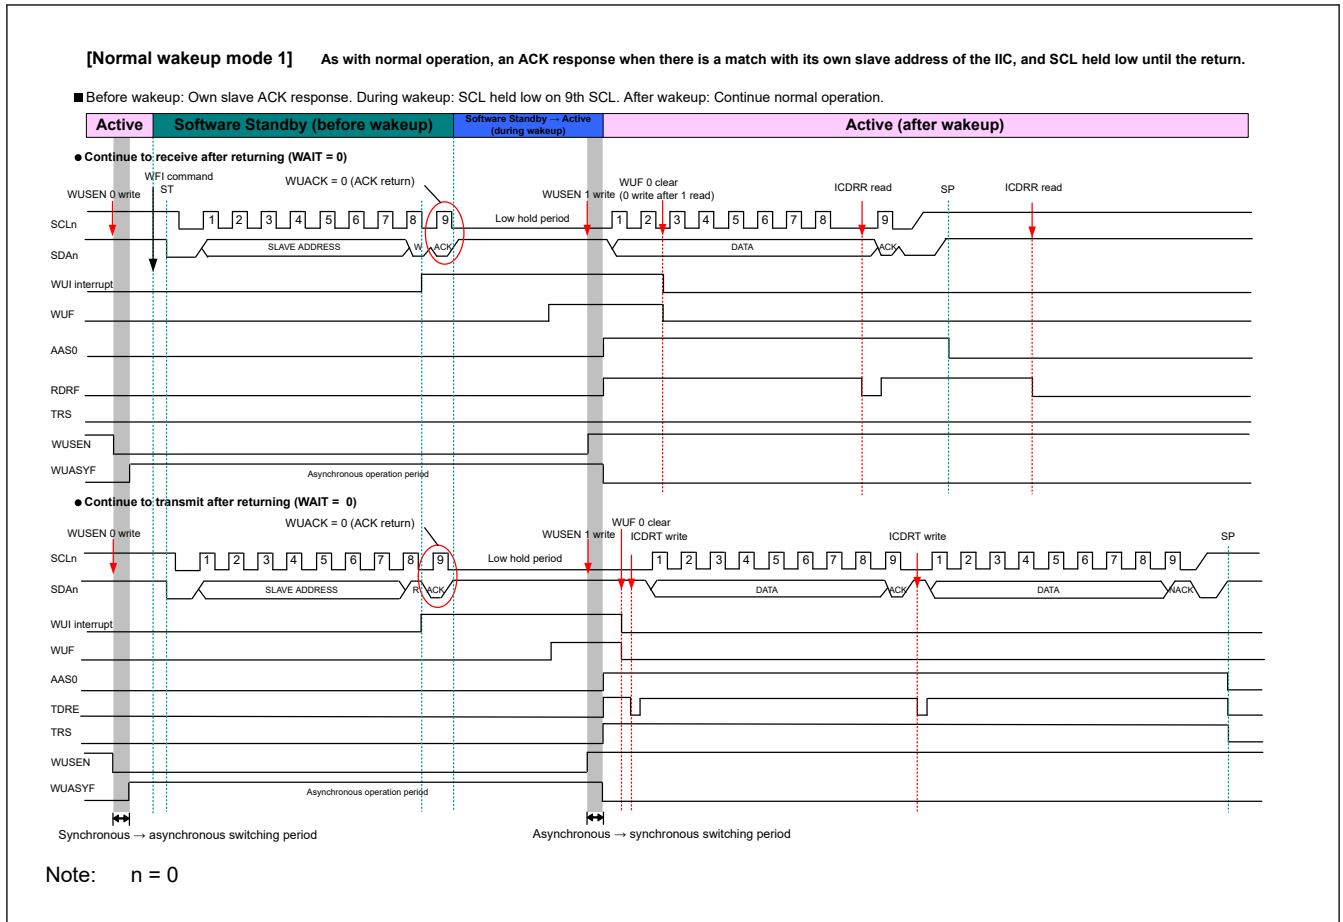 [Normal wakeup mode 1] As with normal operation, an ACK response when there is a match with its own slave address of the IIC, and SCL held low until the return.
■ Before wakeup: Own slave ACK response. During wakeup: SCL held low on 9th SCL. After wakeup: Continue normal operation.
Active Software Standby (before wakeup) Software Standby → Active (during wakeup) Active (after wakeup)
● Continue to receive after returning (WAIT = 0)
WFI command
WUSEN 0 write ST WUACK = 0 (ACK return) WUSEN 1 write WUF 0 clear (0 write after 1 read) ICDRR read SP ICDRR read
SCLn 1 2 3 4 5 6 7 8 9 Low hold period 1 2 3 4 5 6 7 8 9
SDAn SLAVE ADDRESS W ACK DATA ACK
WUI interrupt
WUF
AAS0
RDRF
TRS
WUSEN
WUASYF Asynchronous operation period
● Continue to transmit after returning (WAIT = 0)
WUSEN 0 write WUACK = 0 (ACK return) WUSEN 1 write WUF 0 clear ICDRT write ICDRT write SP
SCLn 1 2 3 4 5 6 7 8 9 Low hold period 1 2 3 4 5 6 7 8 9 1 2 3 4 5 6 7 8 9
SDAn SLAVE ADDRESS R ACK DATA ACK DATA NACK
WUI interrupt
WUF
AAS0
TDRE
TRS
WUSEN
WUASYF Asynchronous operation period
Synchronous → asynchronous switching period Asynchronous → synchronous switching period
Note: n = 0